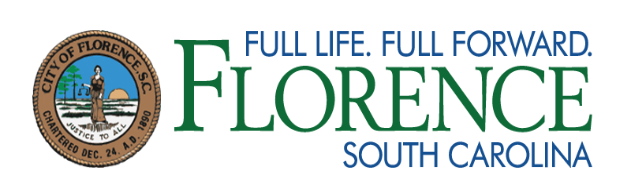 CITY OF FLORENCE, S.C.
JUSTICE TO ALL
CHARTERED DEC. 24, A.D. 1890
FULL LIFE. FULL FORWARD.
FLORENCE
SOUTH CAROLINA